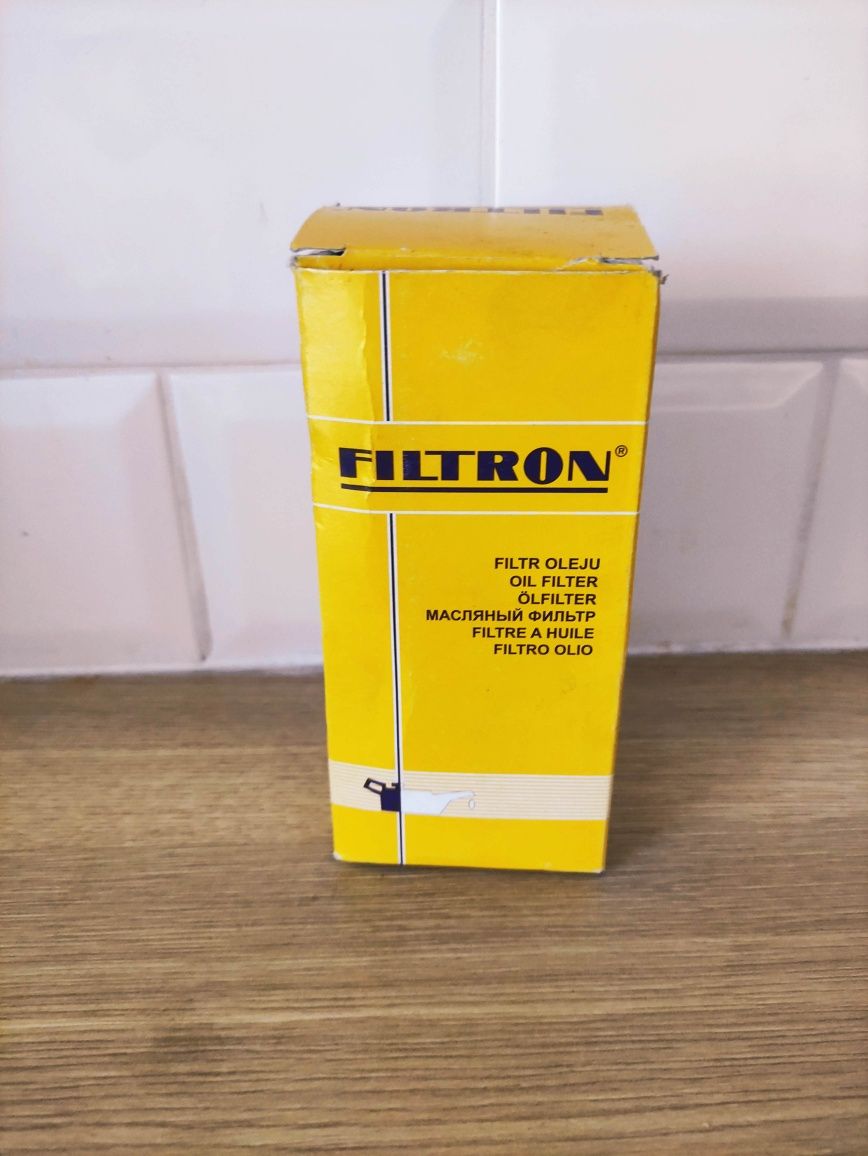 FILTRON®
FILTR OLEJU
OIL FILTER
ÖLFILTER
МАСЛЯНЫЙ ФИЛЬТР
FILTRE A HUILE
FILTRO OLIO